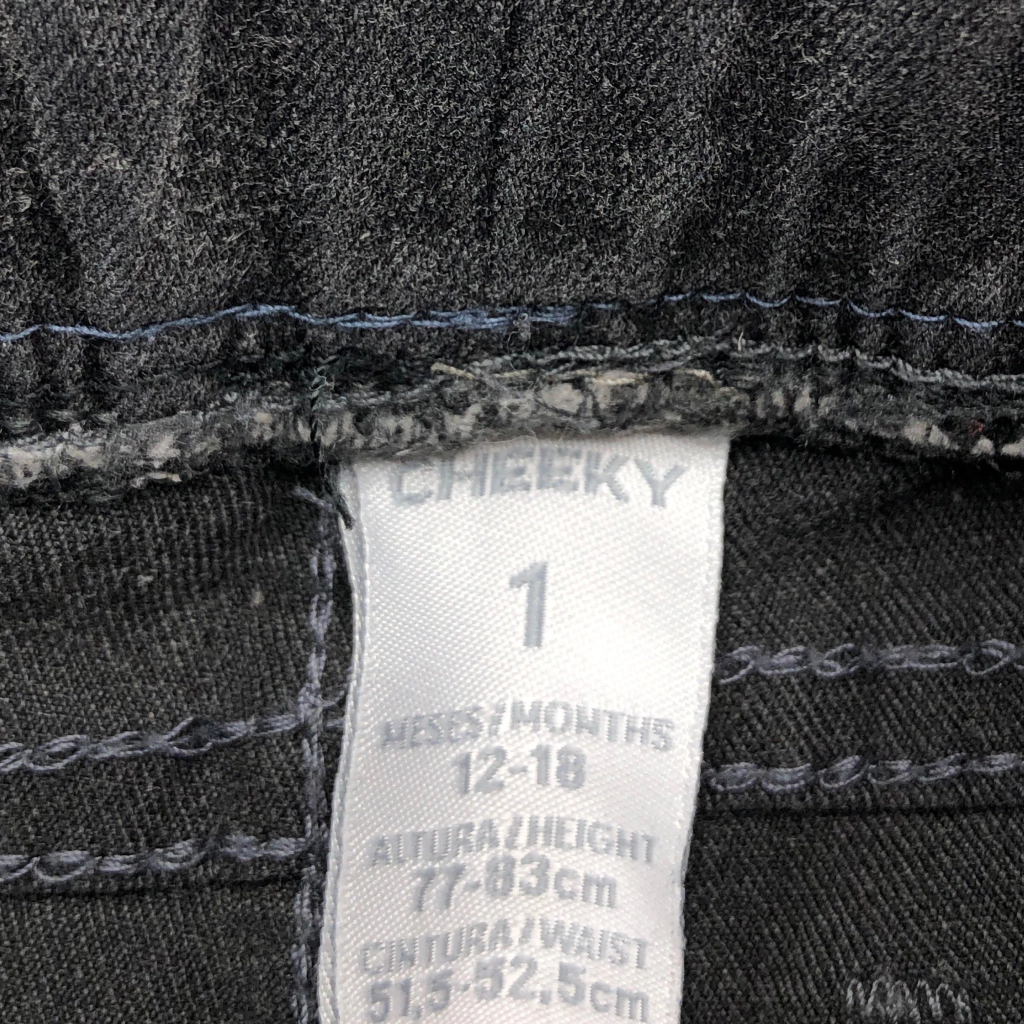 CHEEKY
1
MESES/MONTHS
12-18
ALTURA/HEIGHT
77-83cm
CINTURA/WAIST
51,5-52,5cm